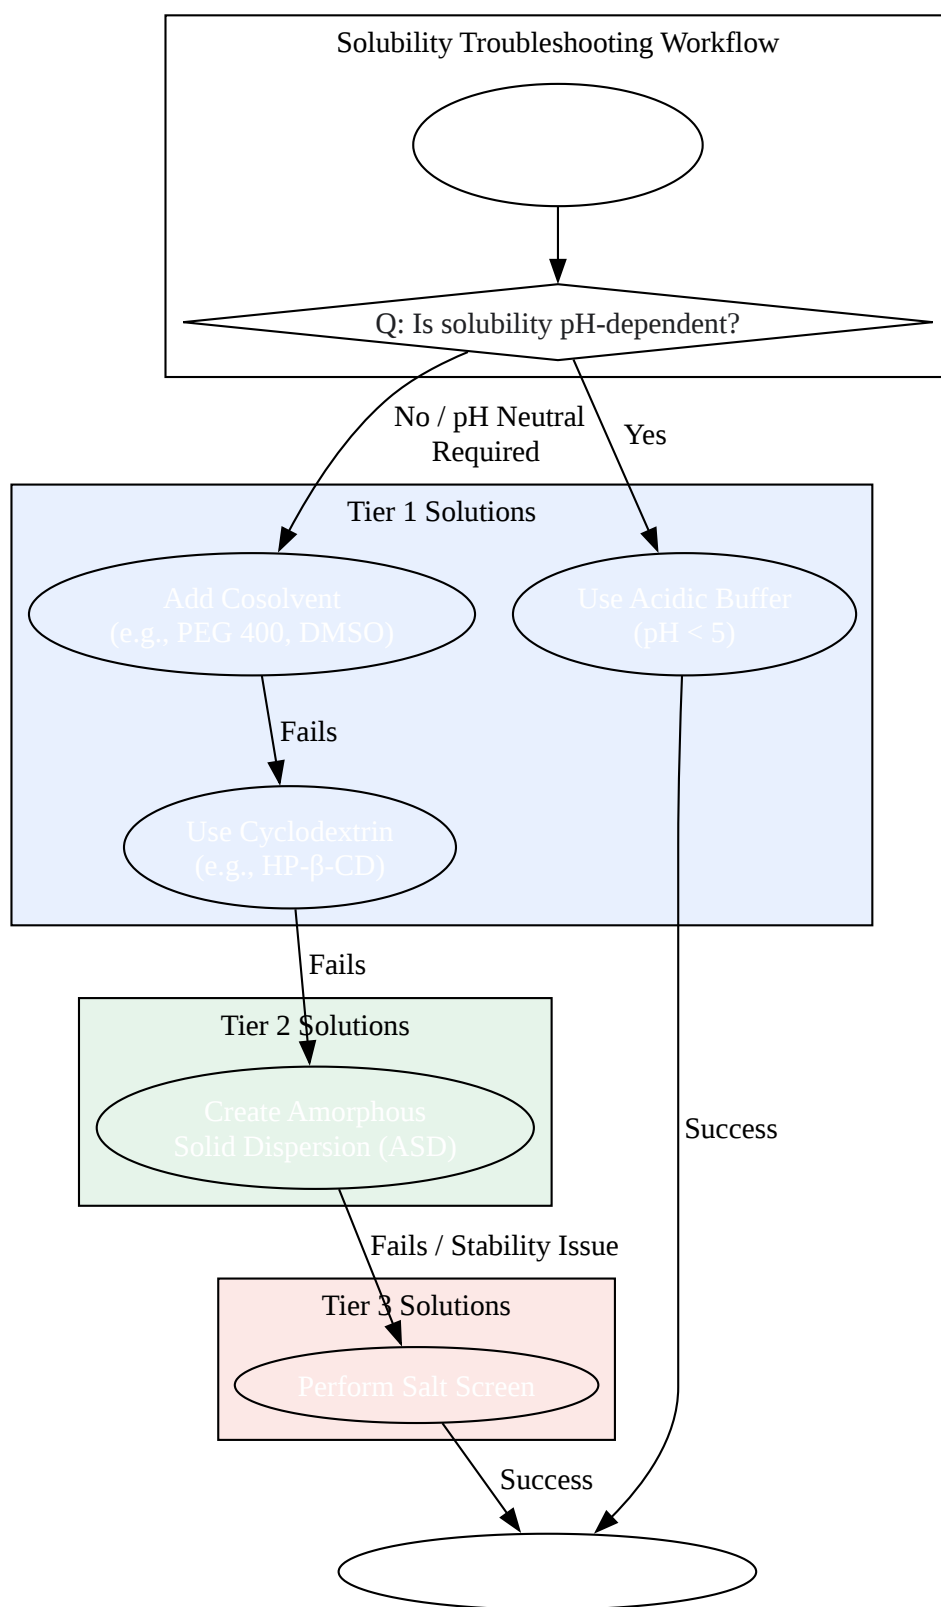 Solubility Troubleshooting Workflow
Q: Is solubility pH-dependent?
No / pH Neutral
Required
Yes
Tier 1 Solutions
Add Cosolvent
(e.g., PEG 400, DMSO)
Use Acidic Buffer
(pH < 5)
Fails
Use Cyclodextrin
(e.g., HP-β-CD)
Fails
Tier 2 Solutions
Create Amorphous
Solid Dispersion (ASD)
Success
Fails / Stability Issue
Tier 3 Solutions
Perform Salt Screen
Success